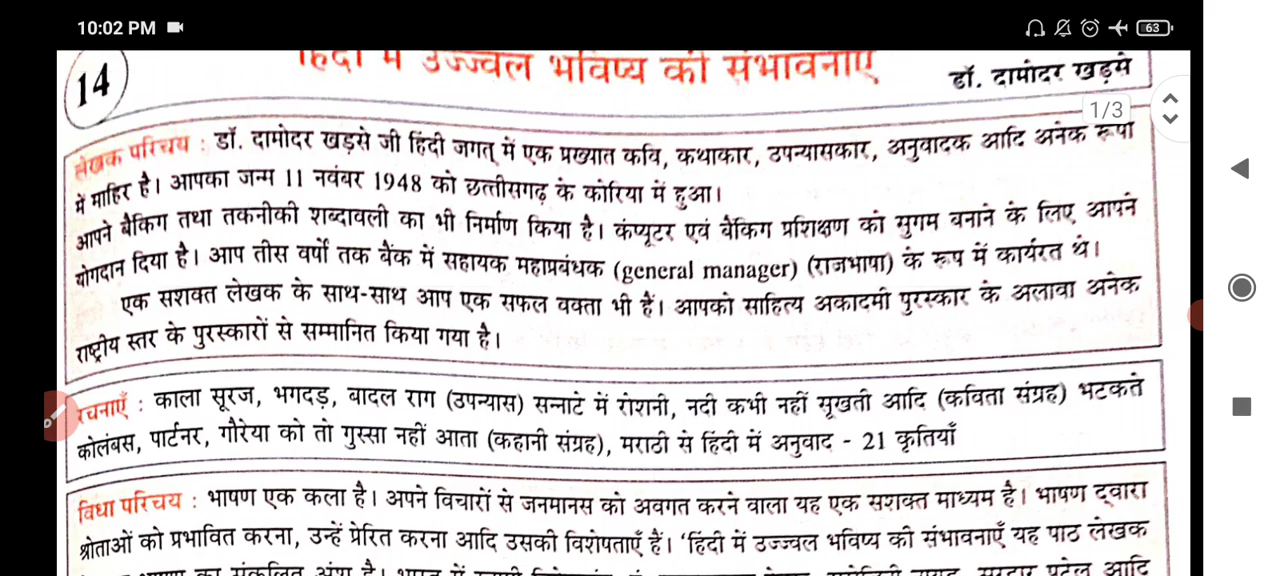 10:02 PM
63
हिंदी में उज्ज्वल भविष्य की संभावनाएँ
14
डॉ. दामोदर खड़से
1/3
लेखक परिचय : डॉ. दामोदर खड़से जी हिंदी जगत् में एक प्रख्यात कवि, कथाकार, उपन्यासकार, अनुवादक आदि अनेक रूपों
में माहिर है। आपका जन्म 11 नवंबर 1948 को छत्तीसगढ़ के कोरिया में हुआ।
आपने बैकिग तथा तकनीकी शब्दावली का भी निर्माण किया है। कंप्यूटर एवं बैकिग प्रशिक्षण को सुगम बनाने के लिए आपने
योगदान दिया है। आप तीस वर्षों तक बैंक में सहायक महाप्रबंधक (general manager) (राजभाषा) के रूप में कार्यरत थे।
एक सशक्त लेखक के साथ-साथ आप एक सफल वक्ता भी हैं। आपको साहित्य अकादमी पुरस्कार के अलावा अनेक
राष्ट्रीय स्तर के पुरस्कारों से सम्मानित किया गया है।
रचनाएँ : काला सूरज, भगदड़, बादल राग (उपन्यास) सन्नाटे में रोशनी, नदी कभी नहीं सूखती आदि (कविता संग्रह) भटकते
कोलंबस, पार्टनर, गौरेया को तो गुस्सा नहीं आता (कहानी संग्रह), मराठी से हिंदी में अनुवाद - 21 कृतियाँ
विधा परिचय : भाषण एक कला है। अपने विचारों से जनमानस को अवगत करने वाला यह एक सशक्त माध्यम है। भाषण द्वारा
श्रोताओं को प्रभावित करना, उन्हें प्रेरित करना आदि उसकी विशेषताएँ हैं। 'हिंदी में उज्ज्वल भविष्य की संभावनाएँ यह पाठ लेखक
का संकलित अंश है। भारत में